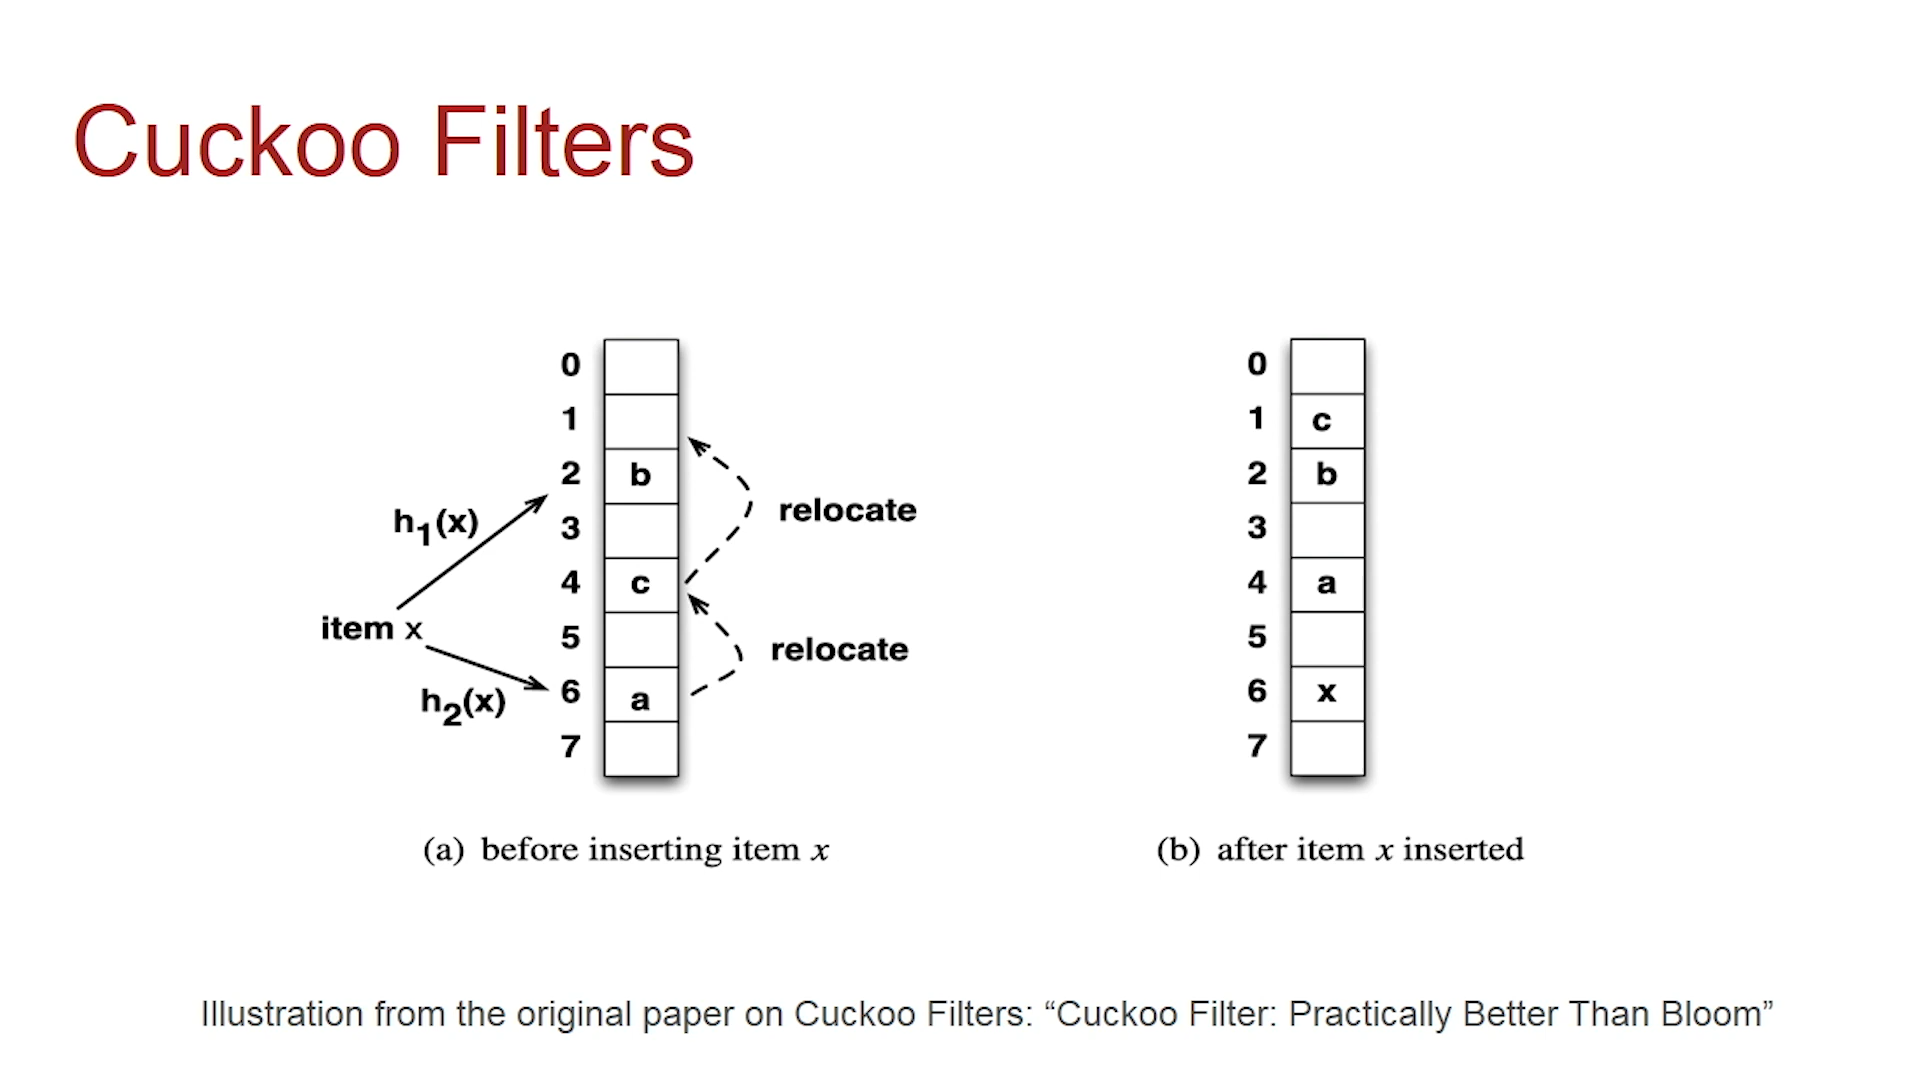 Cuckoo Filters
0
1
2 b
3
4 c
5
6 a
7
h1(x)
item x
h2(x)
relocate
relocate
(a) before inserting item x
0
1 c
2 b
3
4 a
5
6 x
7
(b) after item x inserted
Illustration from the original paper on Cuckoo Filters: “Cuckoo Filter: Practically Better Than Bloom”